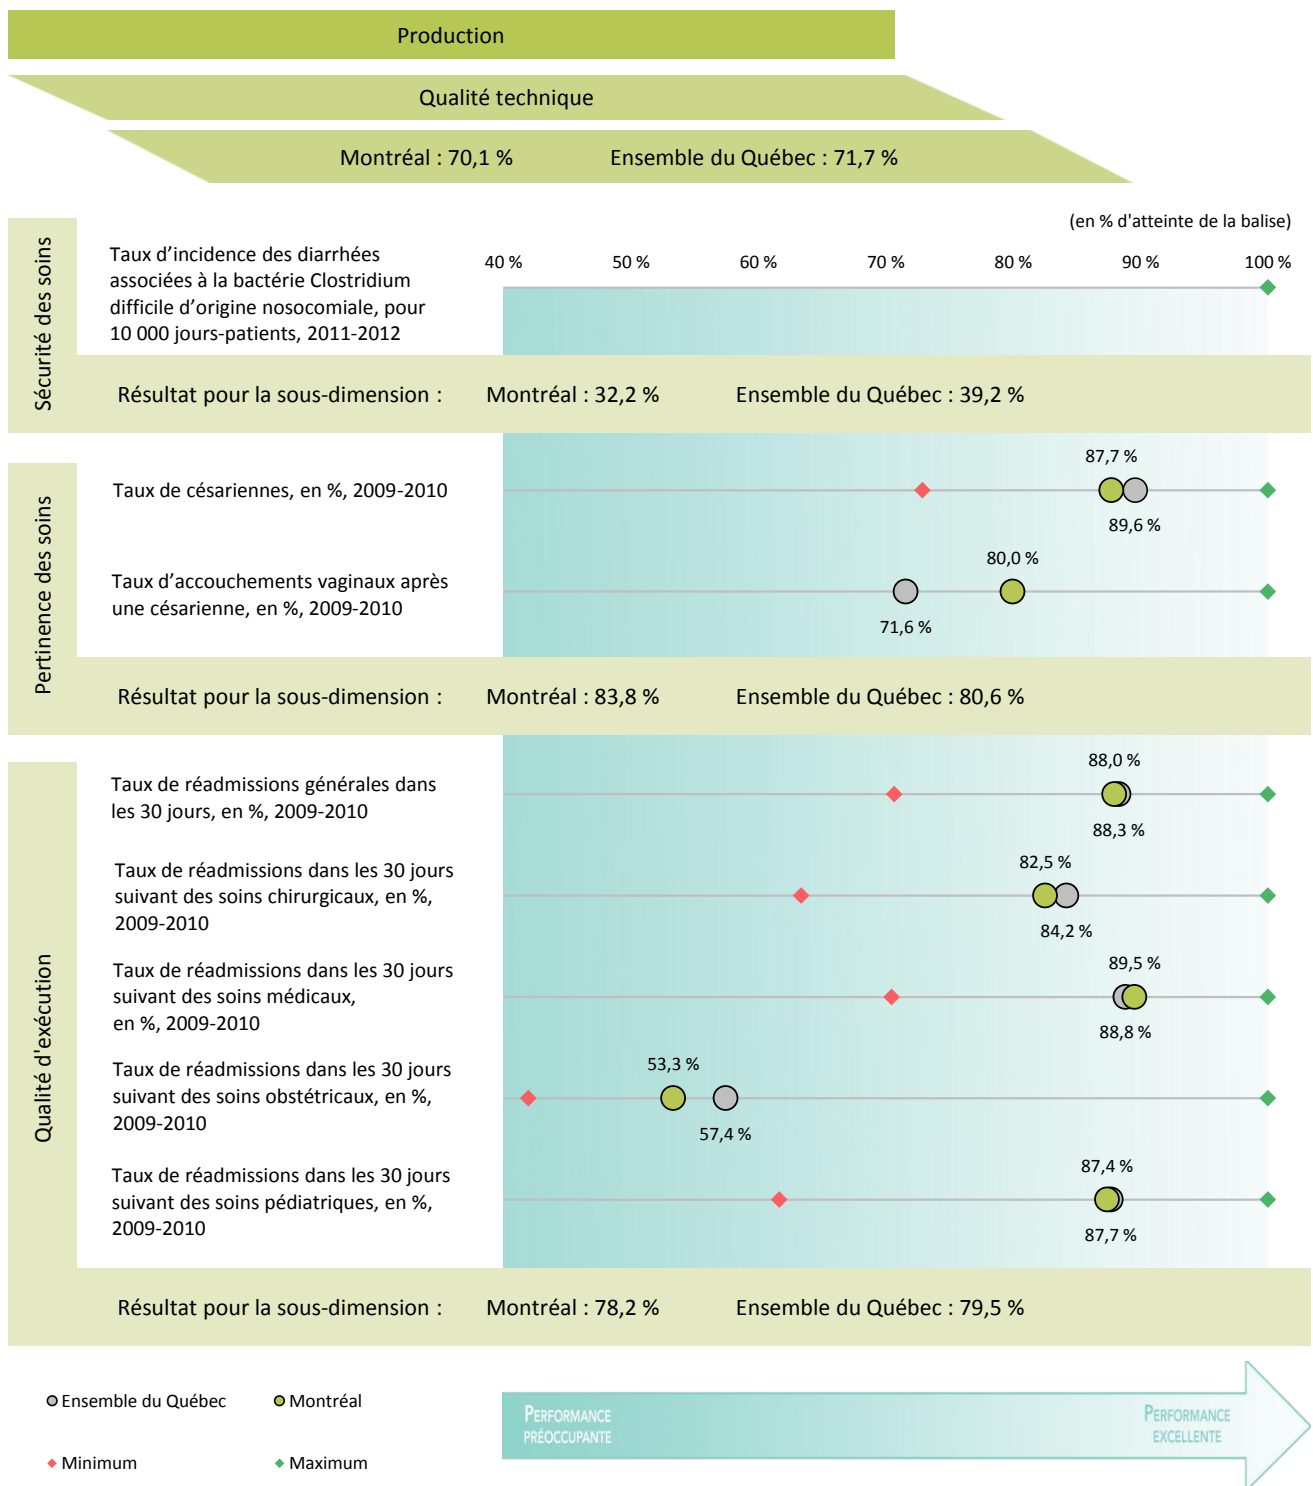 Production
Qualité technique
Montréal : 70,1 % Ensemble du Québec : 71,7 %
(en % d'atteinte de la balise)
40 % 50 % 60 % 70 % 80 % 90 % 100 %
Sécurité des soins
Taux d'incidence des diarrhées
associées à la bactérie Clostridium
difficile d'origine nosocomiale, pour
10 000 jours-patients, 2011-2012
Résultat pour la sous-dimension : Montréal : 32,2 % Ensemble du Québec : 39,2 %
Pertinence des soins
87,7 %
Taux de césariennes, en %, 2009-2010
89,6 %
80,0 %
Taux d'accouchements vaginaux après
une césarienne, en %, 2009-2010
71,6 %
Résultat pour la sous-dimension : Montréal : 83,8 % Ensemble du Québec : 80,6 %
Qualité d'exécution
88,0 %
Taux de réadmissions générales dans
les 30 jours, en %, 2009-2010
88,3 %
82,5 %
Taux de réadmissions dans les 30 jours
suivant des soins chirurgicaux, en %,
2009-2010
84,2 %
89,5 %
Taux de réadmissions dans les 30 jours
suivant des soins médicaux,
en %, 2009-2010
88,8 %
53,3 %
Taux de réadmissions dans les 30 jours
suivant des soins obstétricaux, en %,
2009-2010
57,4 %
87,4 %
Taux de réadmissions dans les 30 jours
suivant des soins pédiatriques, en %,
2009-2010
87,7 %
Résultat pour la sous-dimension : Montréal : 78,2 % Ensemble du Québec : 79,5 %
Ensemble du Québec Montréal
Minimum Maximum
PERFORMANCE
PRÉOCCUPANTE
PERFORMANCE
EXCELLENTE